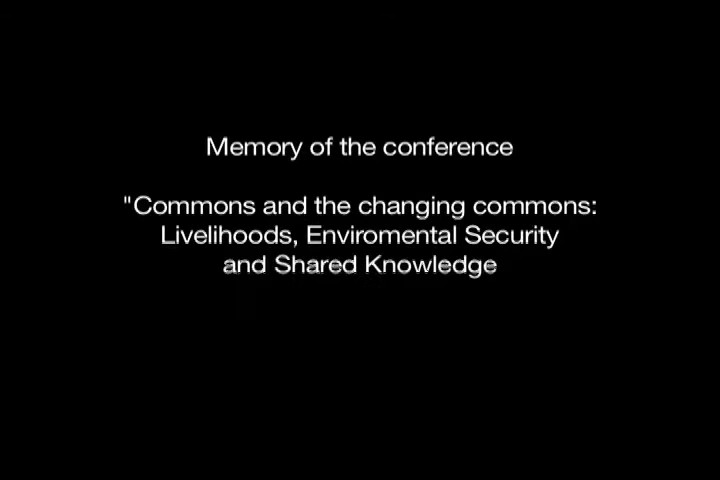 Memory of the conference
"Commons and the changing commons:
Livelihoods, Enviromental Security
and Shared Knowledge